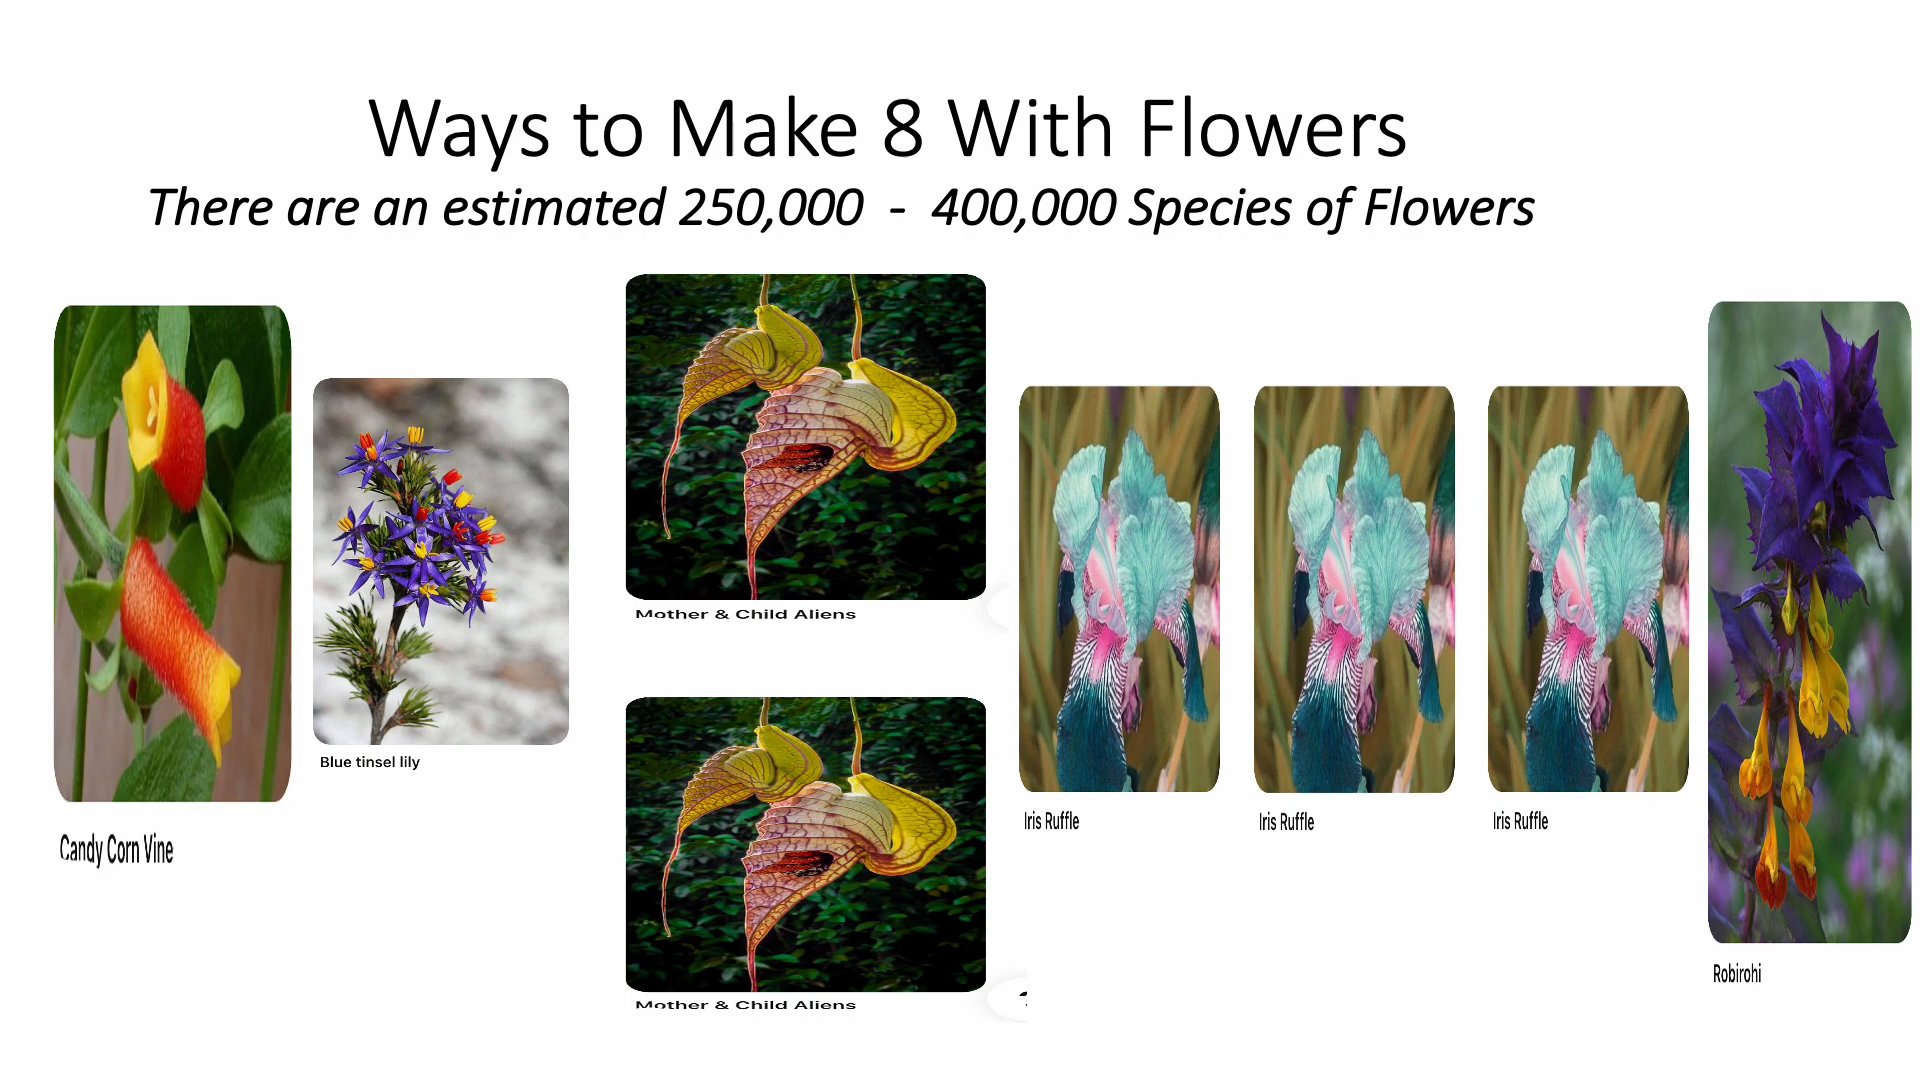 Ways to Make 8 With Flowers
There are an estimated 250,000 - 400,000 Species of Flowers
Candy Corn Vine
Blue tinsel lily
Mother & Child Aliens
Mother & Child Aliens
Iris Ruffle
Iris Ruffle
Iris Ruffle
Robirohi